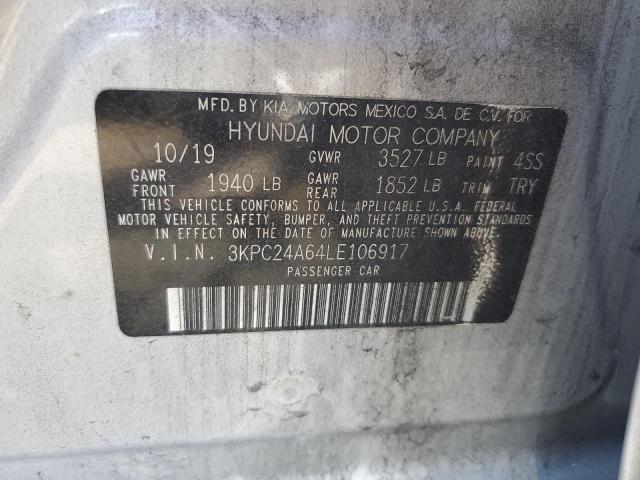 MFD. BY KIA MOTORS MEXICO S.A. DE C.V. FOR
HYUNDAI MOTOR COMPANY
10/19 GVWR 3527 LB PAINT 4SS
GAWR FRONT 1940 LB GAWR REAR 1852 LB TRIM TRY
THIS VEHICLE CONFORMS TO ALL APPLICABLE U.S.A. FEDERAL
MOTOR VEHICLE SAFETY, BUMPER, AND THEFT PREVENTION STANDARDS
IN EFFECT ON THE DATE OF MANUFACTURE SHOWN ABOVE.
V.I.N. 3KPC24A64LE106917
PASSENGER CAR